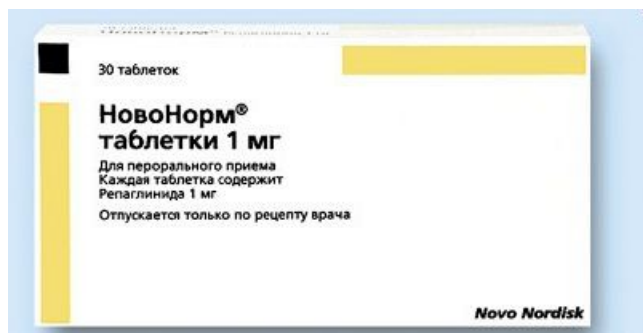 30 таблеток
НовоНорм®
таблетки 1 мг
Для перорального приема
Каждая таблетка содержит
Репаглинида 1 мг
Отпускается только по рецепту врача
Novo Nordisk